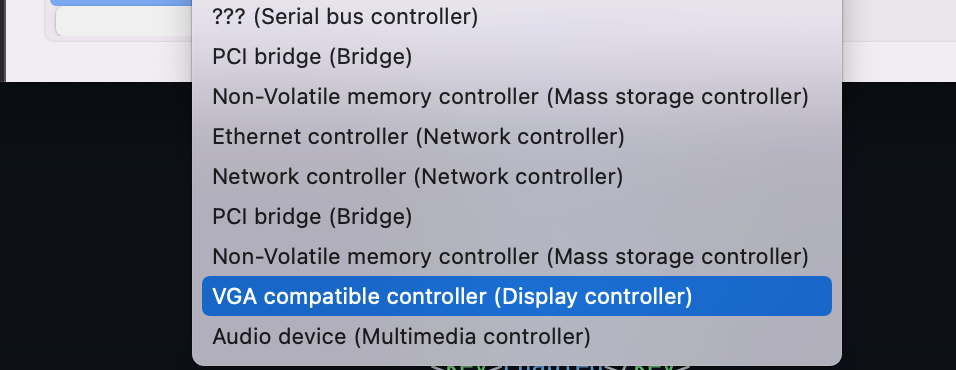 ??? (Serial bus controller)
PCI bridge (Bridge)
Non-Volatile memory controller (Mass storage controller)
Ethernet controller (Network controller)
Network controller (Network controller)
PCI bridge (Bridge)
Non-Volatile memory controller (Mass storage controller)
VGA compatible controller (Display controller)
Audio device (Multimedia controller)